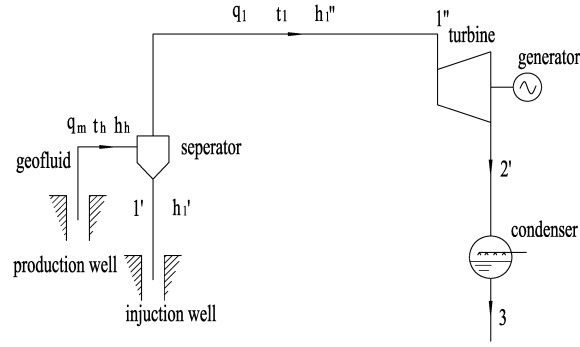 q1 t1 h1" 1"
turbine
generator
qm th hh
seperator
geofluid
1' h1'
2'
condenser
production well
injuction well
3